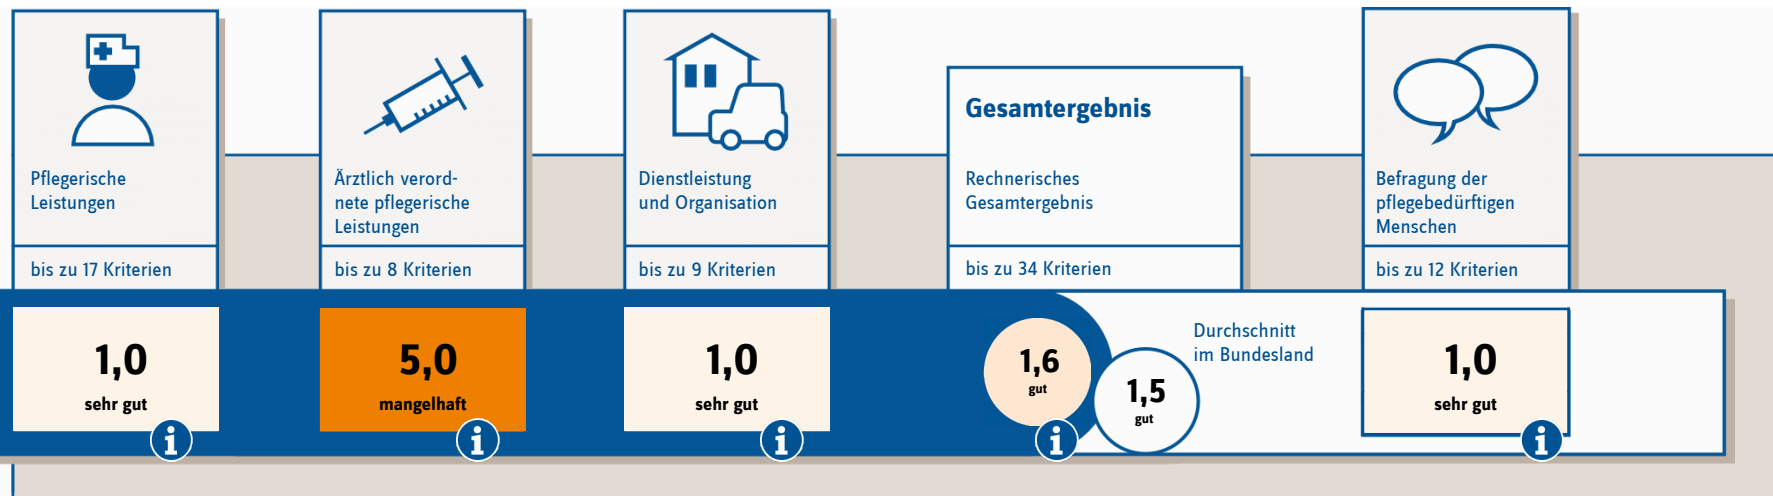 Pflegerische
Leistungen
bis zu 17 Kriterien
1,0
sehr gut
i
Ärztlich verord-
nete pflegerische
Leistungen
bis zu 8 Kriterien
5,0
mangelhaft
i
Dienstleistung
und Organisation
bis zu 9 Kriterien
1,0
sehr gut
i
Gesamtergebnis
Rechnerisches
Gesamtergebnis
bis zu 34 Kriterien
1,6
gut
i
1,5
gut
Durchschnitt
im Bundesland
Befragung der
pflegebedürftigen
Menschen
bis zu 12 Kriterien
1,0
sehr gut
i